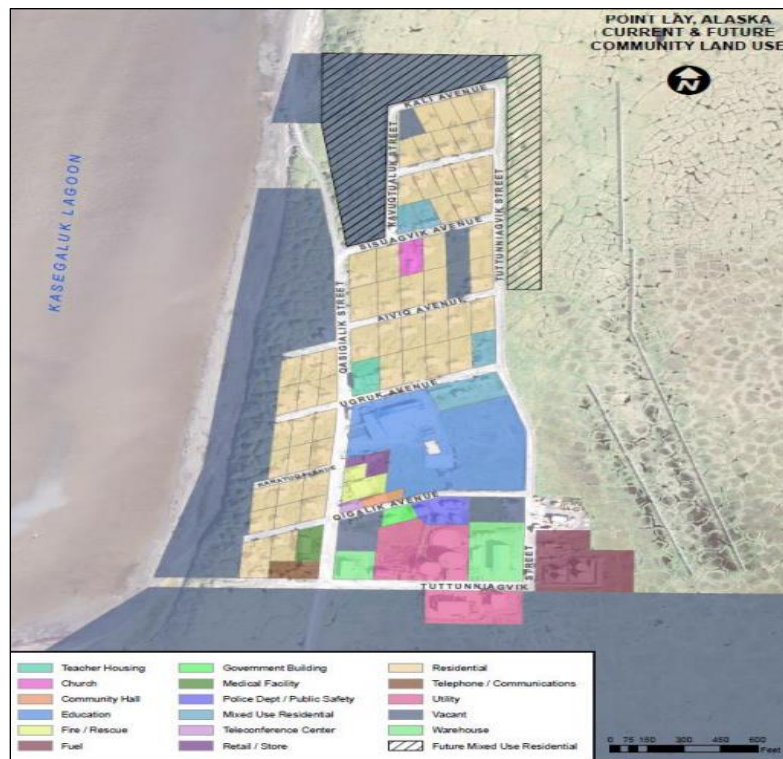 POINT LAY, ALASKA
CURRENT & FUTURE
COMMUNITY LAND USE
N
KASEGALUK LAGOON
KALI AVENUE
KAVUQTUALUK STREET
TUTTUNNIAGVIK STREET
SISUAGVIK AVENUE
QASIGIALIK STREET
AIVIQ AVENUE
UGRUK AVENUE
QIGALIK AVENUE
STREET
TUTTUNNIAGVIK
Teacher Housing
Church
Community Hall
Education
Fire / Rescue
Fuel
Government Building
Medical Facility
Police Dept / Public Safety
Mixed Use Residential
Teleconference Center
Retail / Store
Residential
Telephone / Communications
Utility
Vacant
Warehouse
Future Mixed Use Residential
0 75 150 300 450 600
Feet